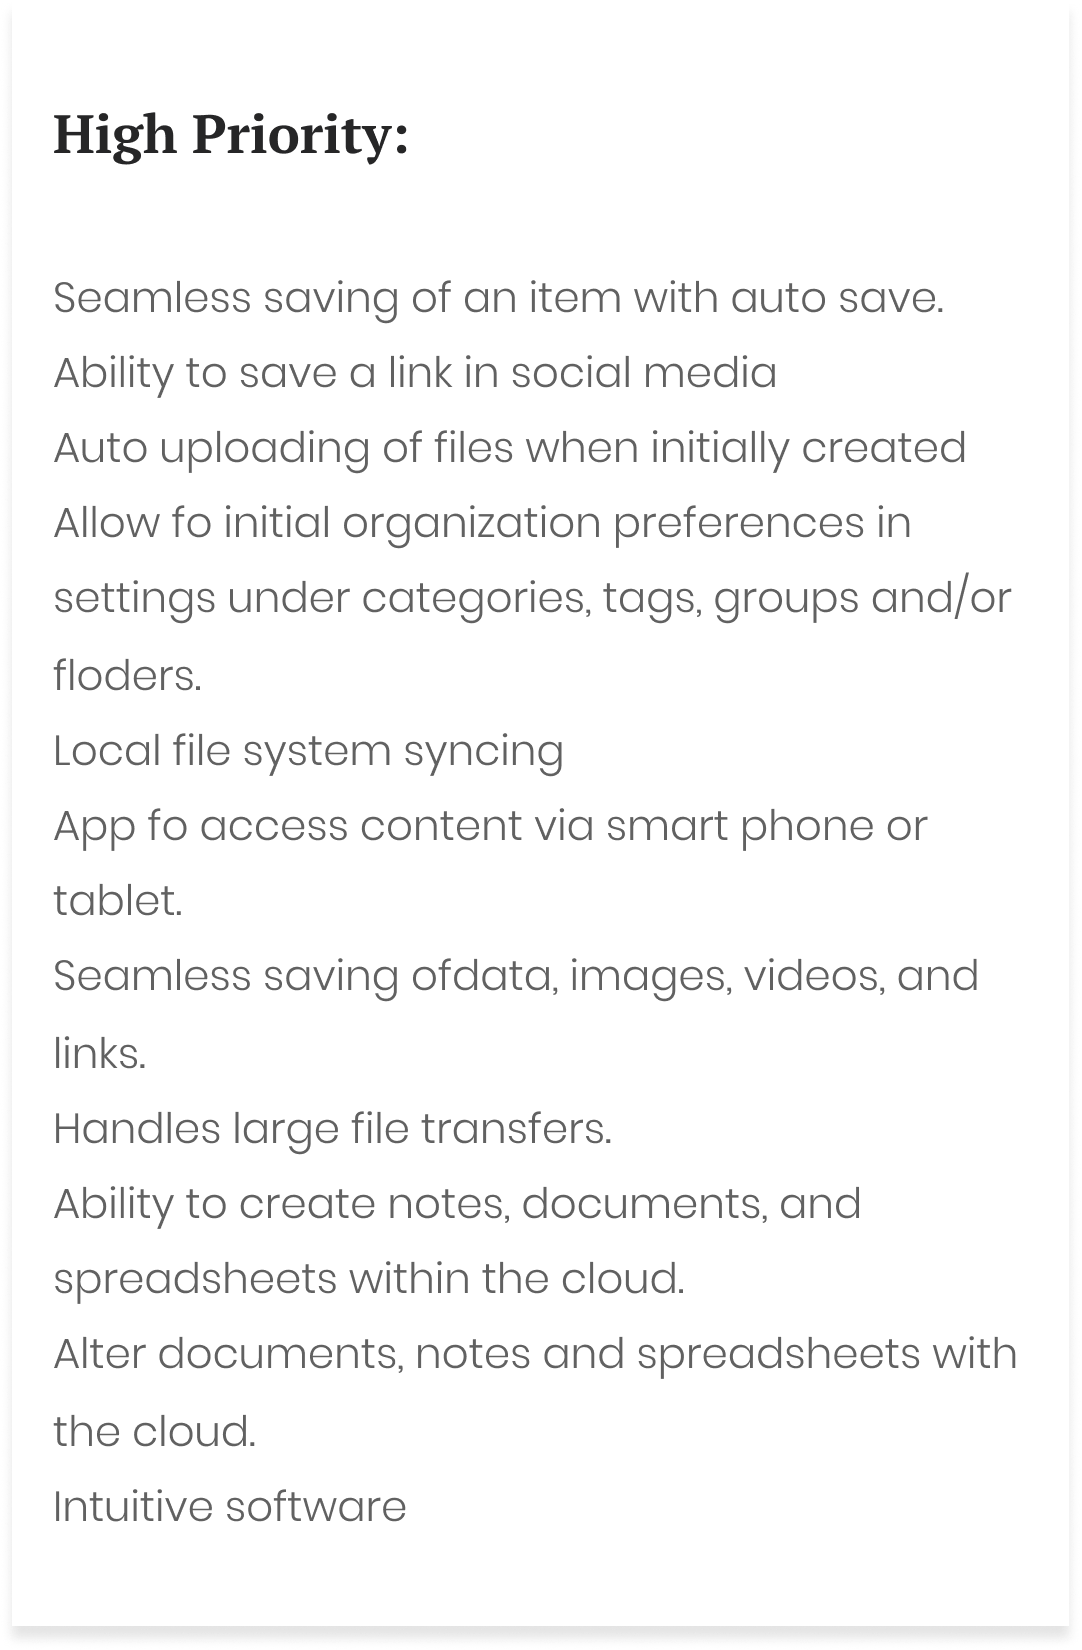 High Priority:
Seamless saving of an item with auto save.
Ability to save a link in social media
Auto uploading of files when initially created
Allow fo initial organization preferences in
settings under categories, tags, groups and/or
floders.
Local file system syncing
App fo access content via smart phone or
tablet.
Seamless saving ofdata, images, videos, and
links.
Handles large file transfers.
Ability to create notes, documents, and
spreadsheets within the cloud.
Alter documents, notes and spreadsheets with
the cloud.
Intuitive software